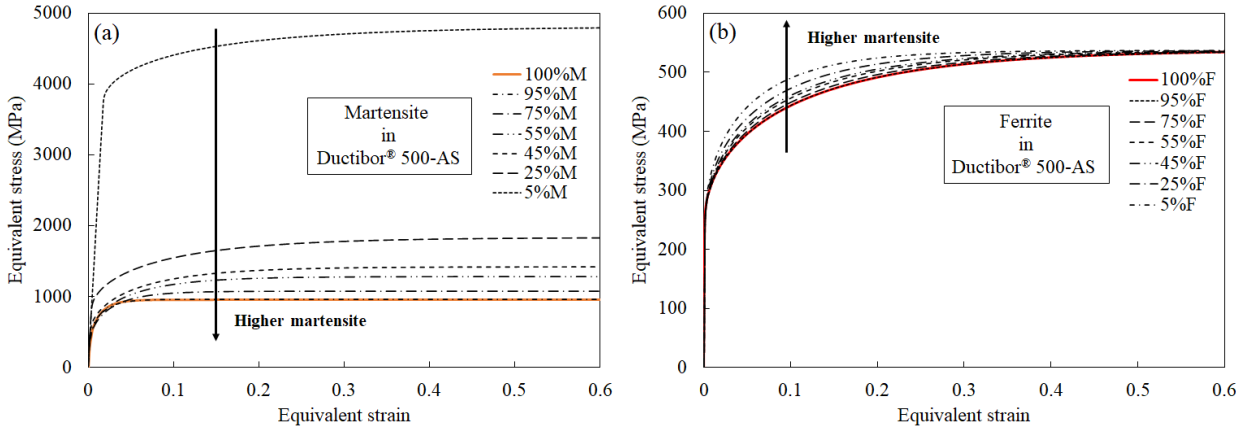 (a)
5000
4000
3000
2000
1000
0
0
0.1
0.2
0.3
0.4
0.5
0.6
Equivalent stress (MPa)
Equivalent strain
Martensite
in
Ductibor® 500-AS
100%M
95%M
75%M
55%M
45%M
25%M
5%M
Higher martensite
(b)
600
500
400
300
200
100
0
0
0.1
0.2
0.3
0.4
0.5
0.6
Equivalent stress (MPa)
Equivalent strain
Higher martensite
Ferrite
in
Ductibor® 500-AS
100%F
95%F
75%F
55%F
45%F
25%F
5%F